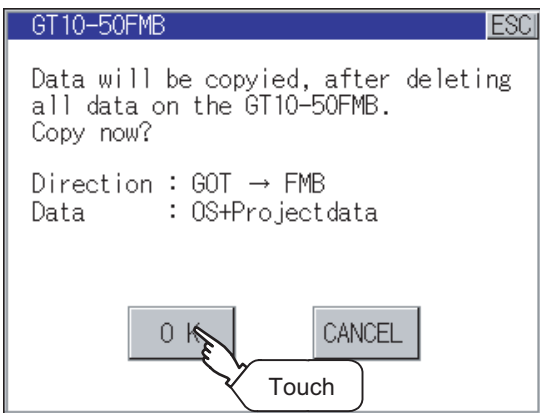 GT10-50FMB ESC
Data will be copyied, after deleting
all data on the GT10-50FMB.
Copy now?
Direction : GOT → FMB
Data : OS+Projectdata
O K CANCEL
Touch